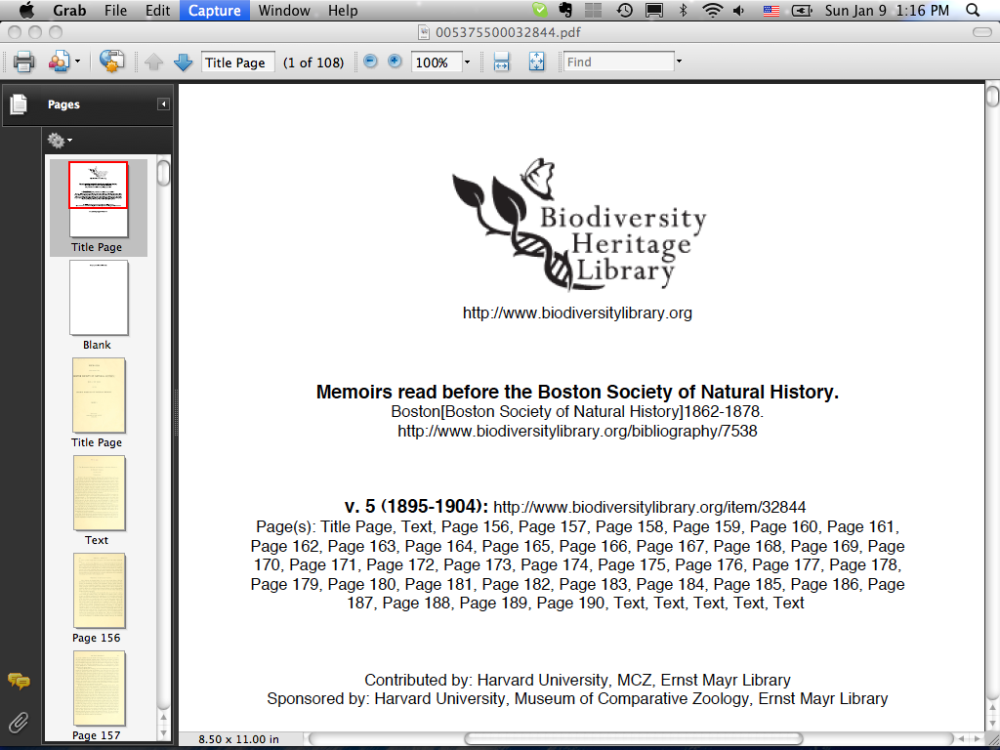 Grab File Edit Capture Window Help Sun Jan 9 1:16 PM
005375500032844.pdf
Title Page (1 of 108) 100% Find
Pages
Title Page
Blank
Title Page
Text
Page 156
Page 157
Biodiversity
Heritage
Library
http://www.biodiversitylibrary.org
Memoirs read before the Boston Society of Natural History.
Boston[Boston Society of Natural History]1862-1878.
http://www.biodiversitylibrary.org/bibliography/7538
v. 5 (1895-1904): http://www.biodiversitylibrary.org/item/32844
Page(s): Title Page, Text, Page 156, Page 157, Page 158, Page 159, Page 160, Page 161,
Page 162, Page 163, Page 164, Page 165, Page 166, Page 167, Page 168, Page 169, Page
170, Page 171, Page 172, Page 173, Page 174, Page 175, Page 176, Page 177, Page 178,
Page 179, Page 180, Page 181, Page 182, Page 183, Page 184, Page 185, Page 186, Page
187, Page 188, Page 189, Page 190, Text, Text, Text, Text, Text
Contributed by: Harvard University, MCZ, Ernst Mayr Library
Sponsored by: Harvard University, Museum of Comparative Zoology, Ernst Mayr Library
8.50 x 11.00 in